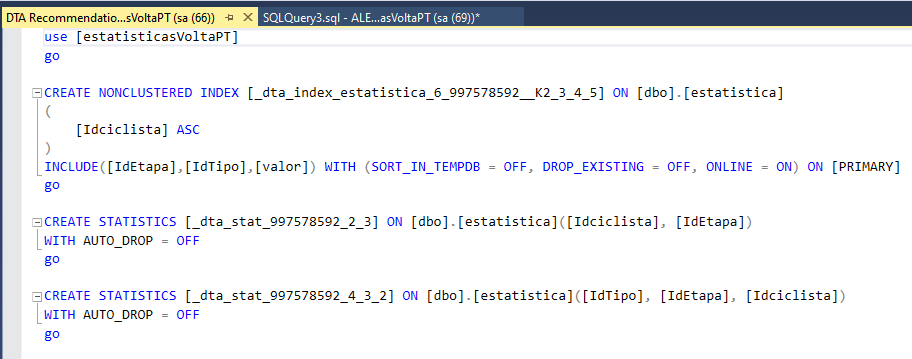 DTA Recommendatio...sVoltaPT (sa (66))
SQLQuery3.sql - ALE...asVoltaPT (sa (69))*
use [estatisticasVoltaPT]
go
CREATE NONCLUSTERED INDEX [_dta_index_estatistica_6_997578592__K2_3_4_5] ON [dbo].[estatistica]
(
[Idciclista] ASC
)
INCLUDE([IdEtapa],[IdTipo],[valor]) WITH (SORT_IN_TEMPDB = OFF, DROP_EXISTING = OFF, ONLINE = ON) ON [PRIMARY]
go
CREATE STATISTICS [_dta_stat_997578592_2_3] ON [dbo].[estatistica]([Idciclista], [IdEtapa])
WITH AUTO_DROP = OFF
go
CREATE STATISTICS [_dta_stat_997578592_4_3_2] ON [dbo].[estatistica]([IdTipo], [IdEtapa], [Idciclista])
WITH AUTO_DROP = OFF
go